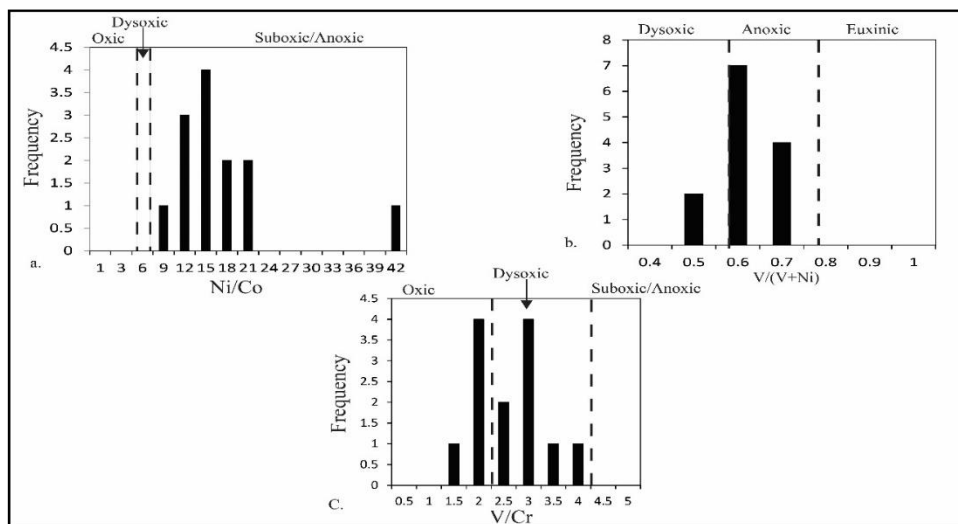 Dysoxic
Oxic
Suboxic/Anoxic
4.5
4
3.5
3
2.5
2
1.5
1
0.5
0
Frequency
1 3 6 9 12 15 18 21 24 27 30 33 36 39 42
a.
Ni/Co
Dysoxic Anoxic Euxinic
8
7
6
5
4
3
2
1
0
Frequency
0.4 0.5 0.6 0.7 0.8 0.9 1
b.
V/(V+Ni)
Dysoxic
Oxic
Suboxic/Anoxic
4.5
4
3.5
3
2.5
2
1.5
1
0.5
0
Frequency
0.5 1 1.5 2 2.5 3 3.5 4 4.5 5
C.
V/Cr